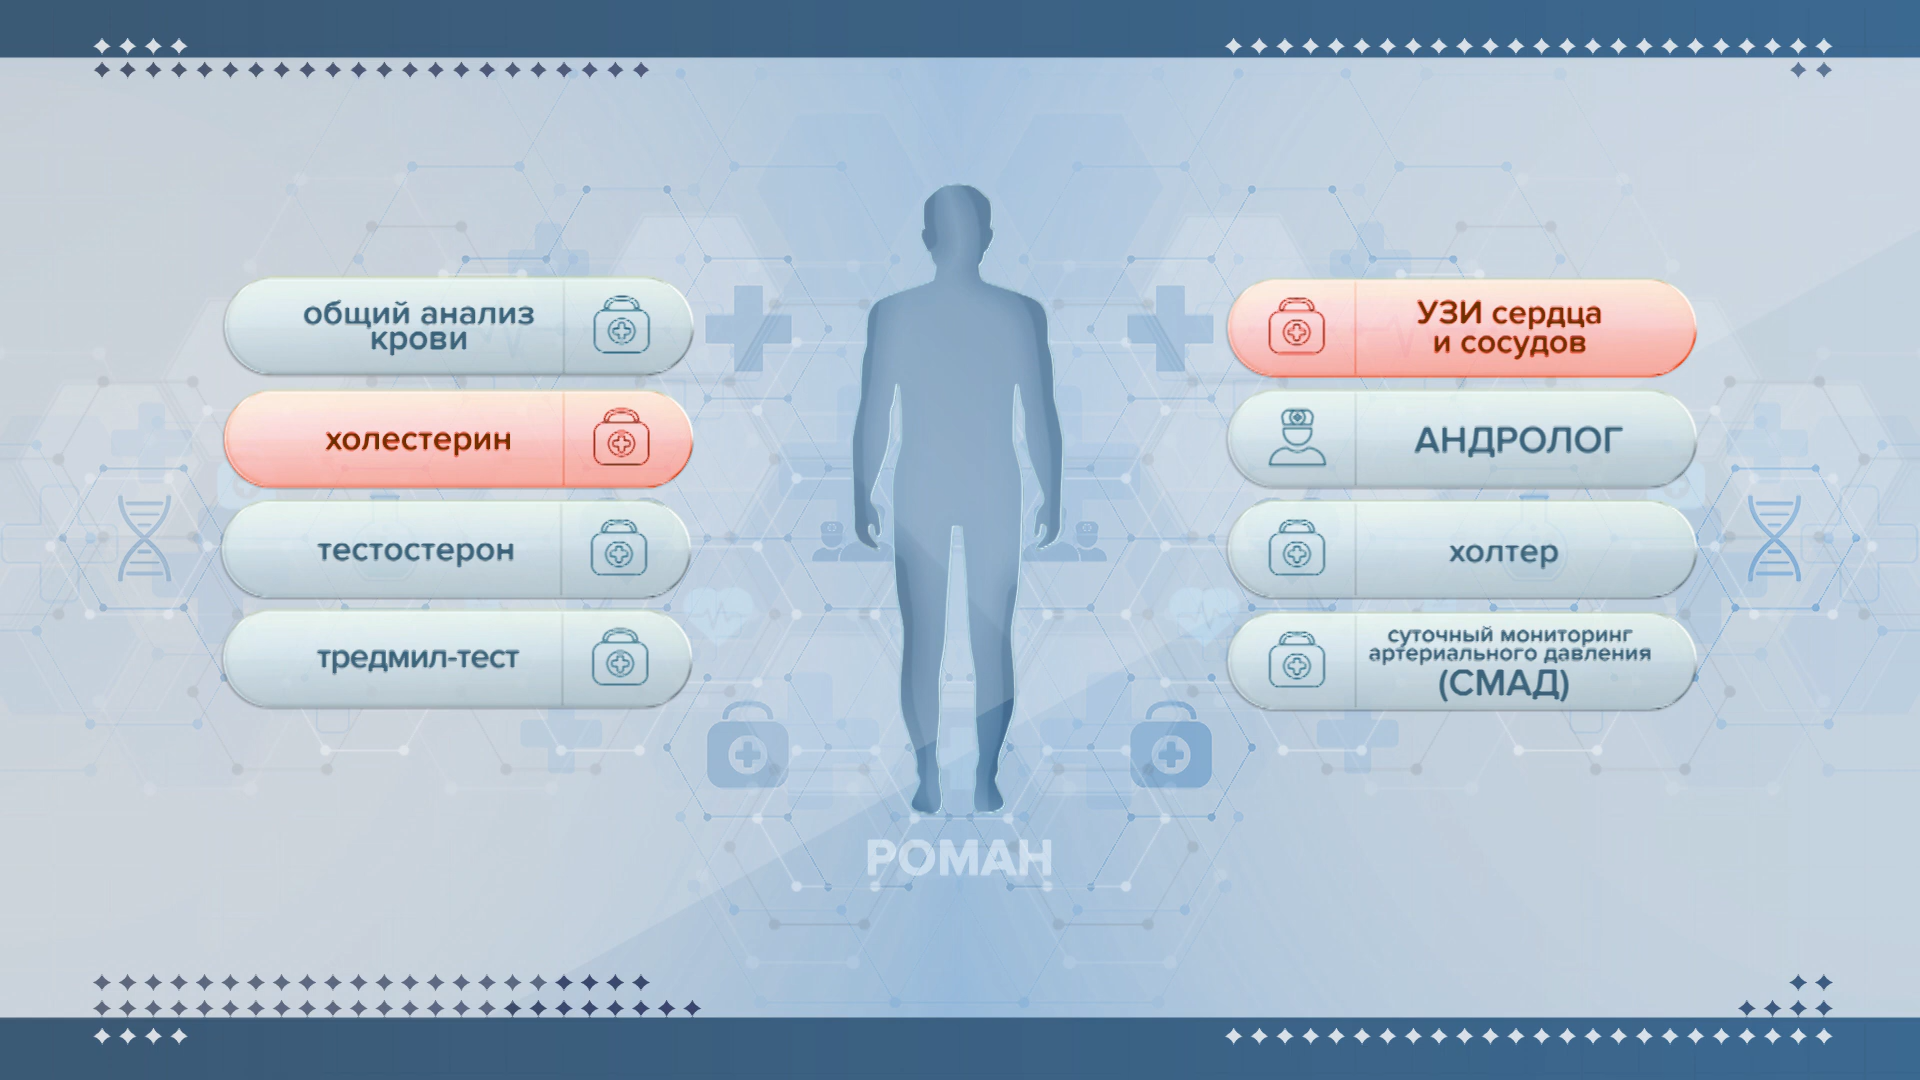 общий анализ
крови
холестерин
тестостерон
тредмил-тест
УЗИ сердца
и сосудов
АНДРОЛОГ
холтер
суточный мониторинг
артериального давления
(СМАД)
РОМАН